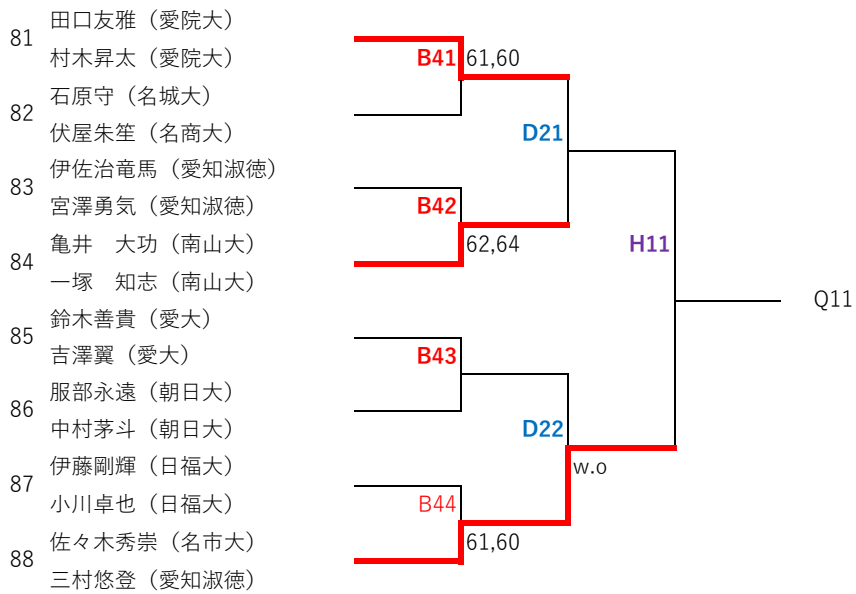 田口友雅（愛院大）
81
村木昇太（愛院大）
B41 61,60
石原守（名城大）
82
伏屋朱笙（名商大）
D21
伊佐治竜馬（愛知淑徳）
83
宮澤勇気（愛知淑徳）
B42
亀井　大功（南山大）
62,64
84
一塚　知志（南山大）
H11
Q11
鈴木善貴（愛大）
85
吉澤翼（愛大）
B43
服部永遠（朝日大）
86
中村茅斗（朝日大）
D22
伊藤剛輝（日福大）
w.o
87
小川卓也（日福大）
B44
佐々木秀崇（名市大）
61,60
88
三村悠登（愛知淑徳）